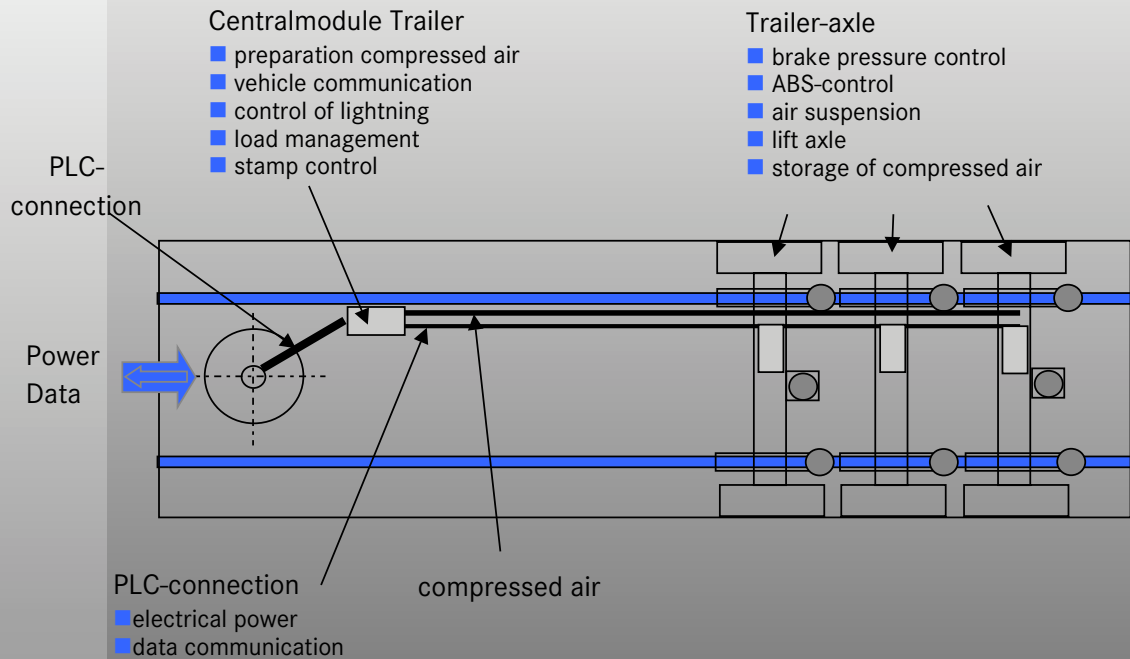 Centralmodule Trailer
preparation compressed air
vehicle communication
control of lightning
load management
stamp control
Trailer-axle
brake pressure control
ABS-control
air suspension
lift axle
storage of compressed air
PLC-
connection
Power
Data
PLC-connection
electrical power
data communication
compressed air